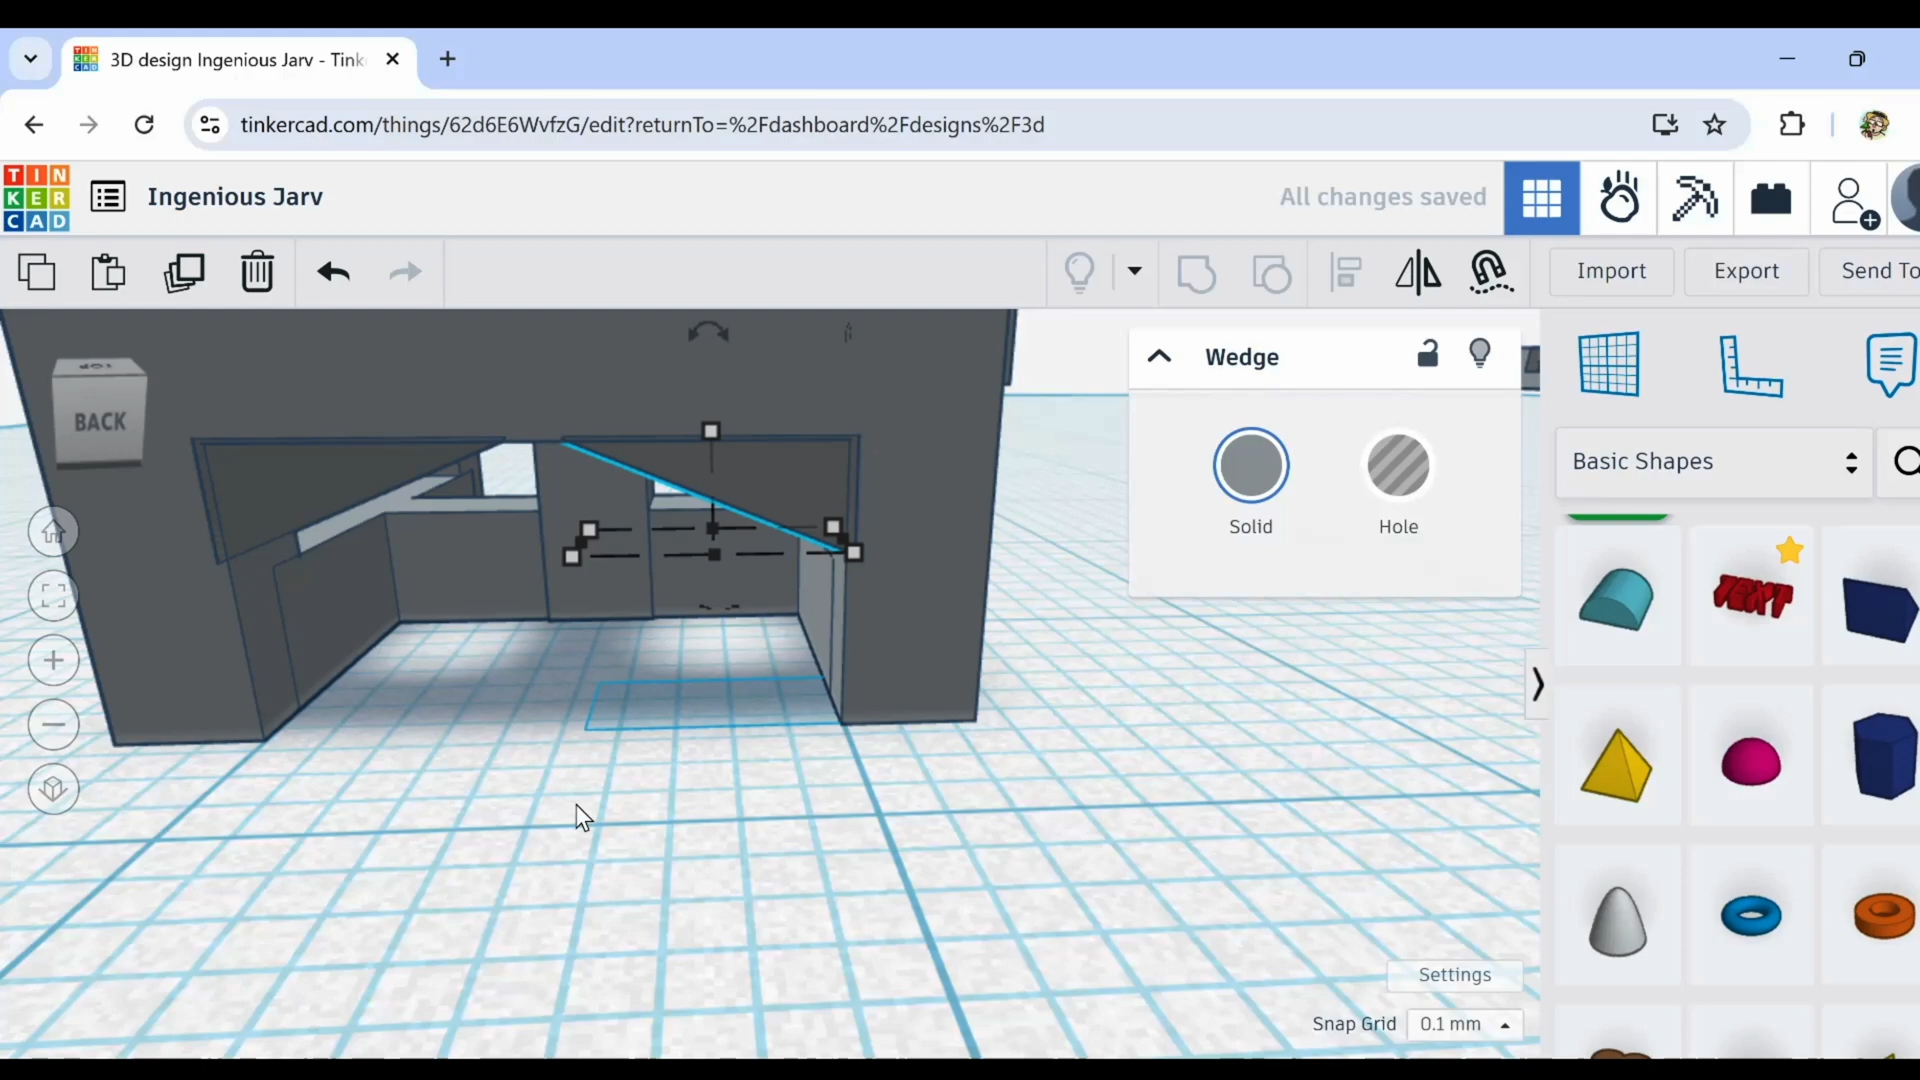 3D design Ingenious Jarv - Tink
tinkercad.com/things/62d6E6WvfzG/edit?returnTo=%2Fdashboard%2Fdesigns%2F3d
TIN
KER
CAD
Ingenious Jarv
All changes saved
Import
Export
Send To
TOP
BACK
Wedge
Solid
Hole
Basic Shapes
TEXT
Settings
Snap Grid
0.1 mm